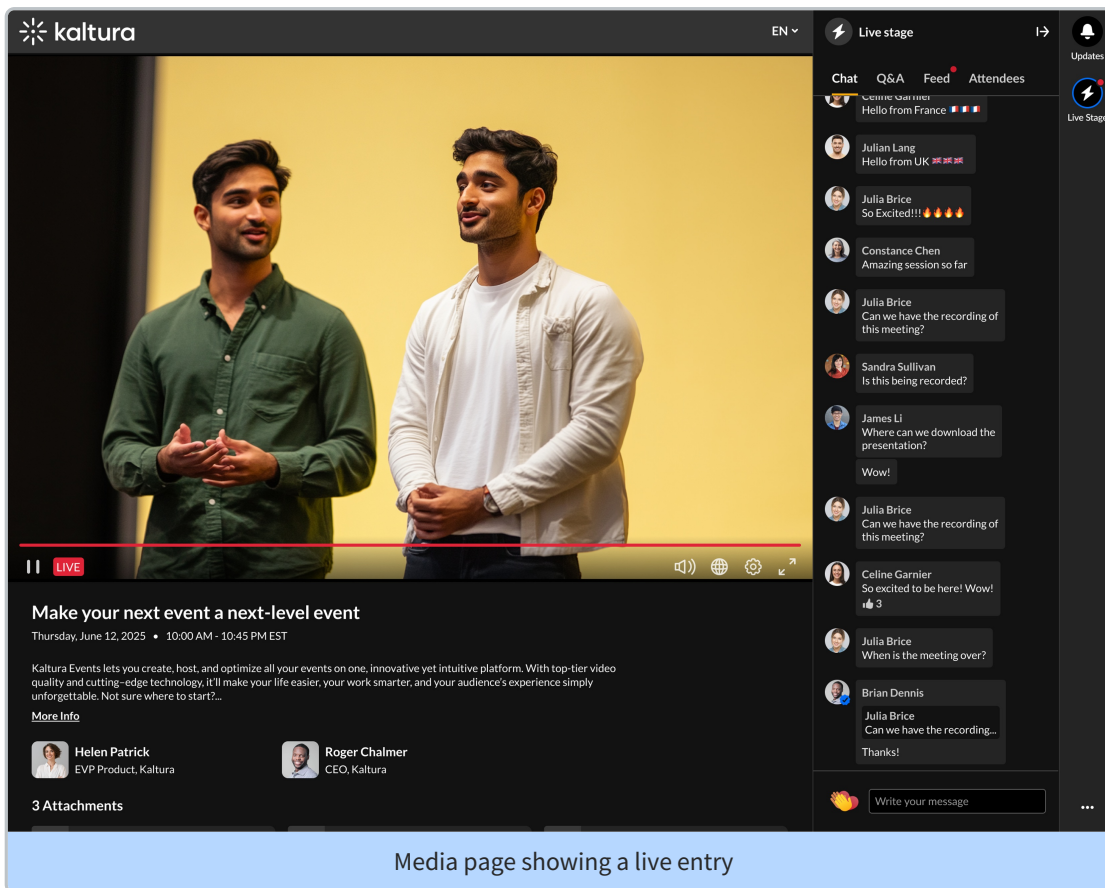 kaltura
EN
LIVE
Make your next event a next-level event
Thursday, June 12, 2025 • 10:00 AM - 10:45 PM EST
Kaltura Events lets you create, host, and optimize all your events on one, innovative yet intuitive platform. With top-tier video
quality and cutting-edge technology, it'll make your life easier, your work smarter, and your audience's experience simply
unforgettable. Not sure where to start?...
More Info
Helen Patrick
EVP Product, Kaltura
Roger Chalmer
CEO, Kaltura
3 Attachments
Live stage
Chat Q&A Feed Attendees
Celine Garnier
Hello from France 🇫🇷🇫🇷🇫🇷
Julian Lang
Hello from UK 🇬🇧🇬🇧🇬🇧
Julia Brice
So Excited!!!🔥🔥🔥🔥
Constance Chen
Amazing session so far
Julia Brice
Can we have the recording of
this meeting?
Sandra Sullivan
Is this being recorded?
James Li
Where can we download the
presentation?
Wow!
Julia Brice
Can we have the recording of
this meeting?
Celine Garnier
So excited to be here! Wow!
👍 3
Julia Brice
When is the meeting over?
Brian Dennis
Julia Brice
Can we have the recording...
Thanks!
Write your message
Updates
Live Stage
Media page showing a live entry